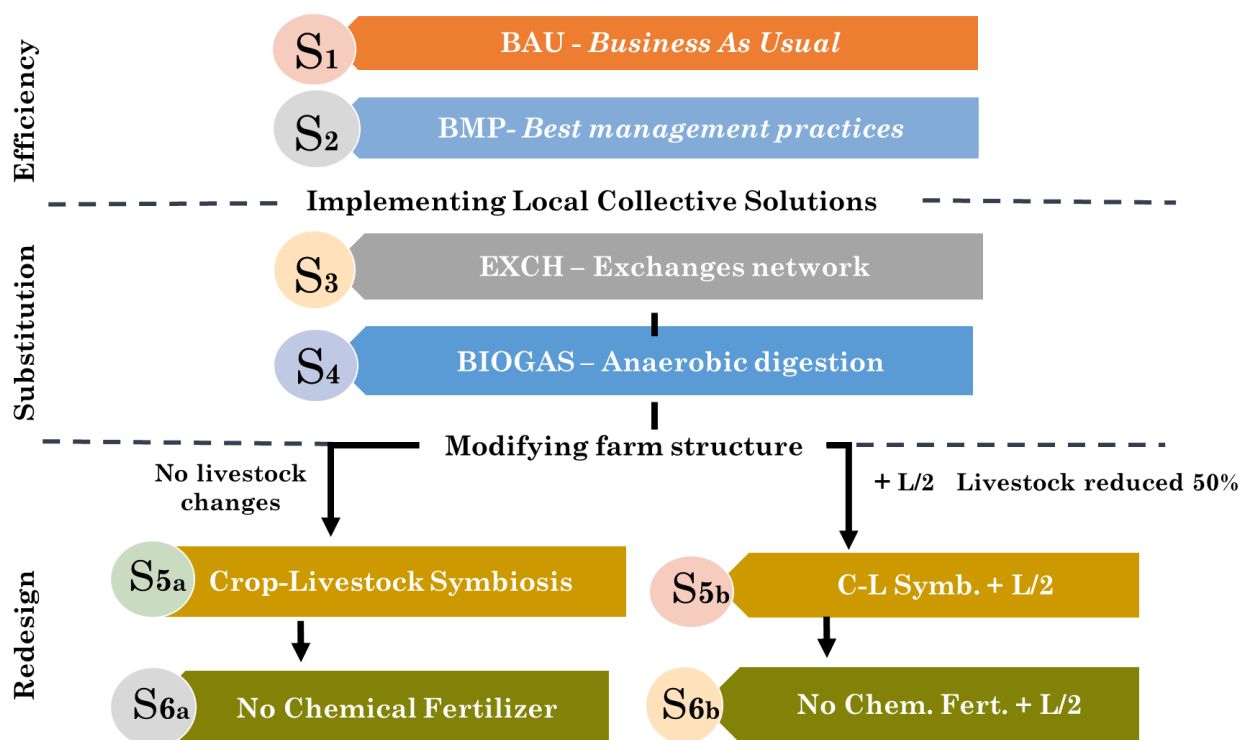 Efficiency
S1
BAU - Business As Usual
S2
BMP- Best management practices
Implementing Local Collective Solutions
Substitution
S3
EXCH – Exchanges network
S4
BIOGAS – Anaerobic digestion
Modifying farm structure
No livestock
changes
+ L/2 Livestock reduced 50%
Redesign
S5a
Crop-Livestock Symbiosis
S5b
C-L Symb. + L/2
S6a
No Chemical Fertilizer
S6b
No Chem. Fert. + L/2